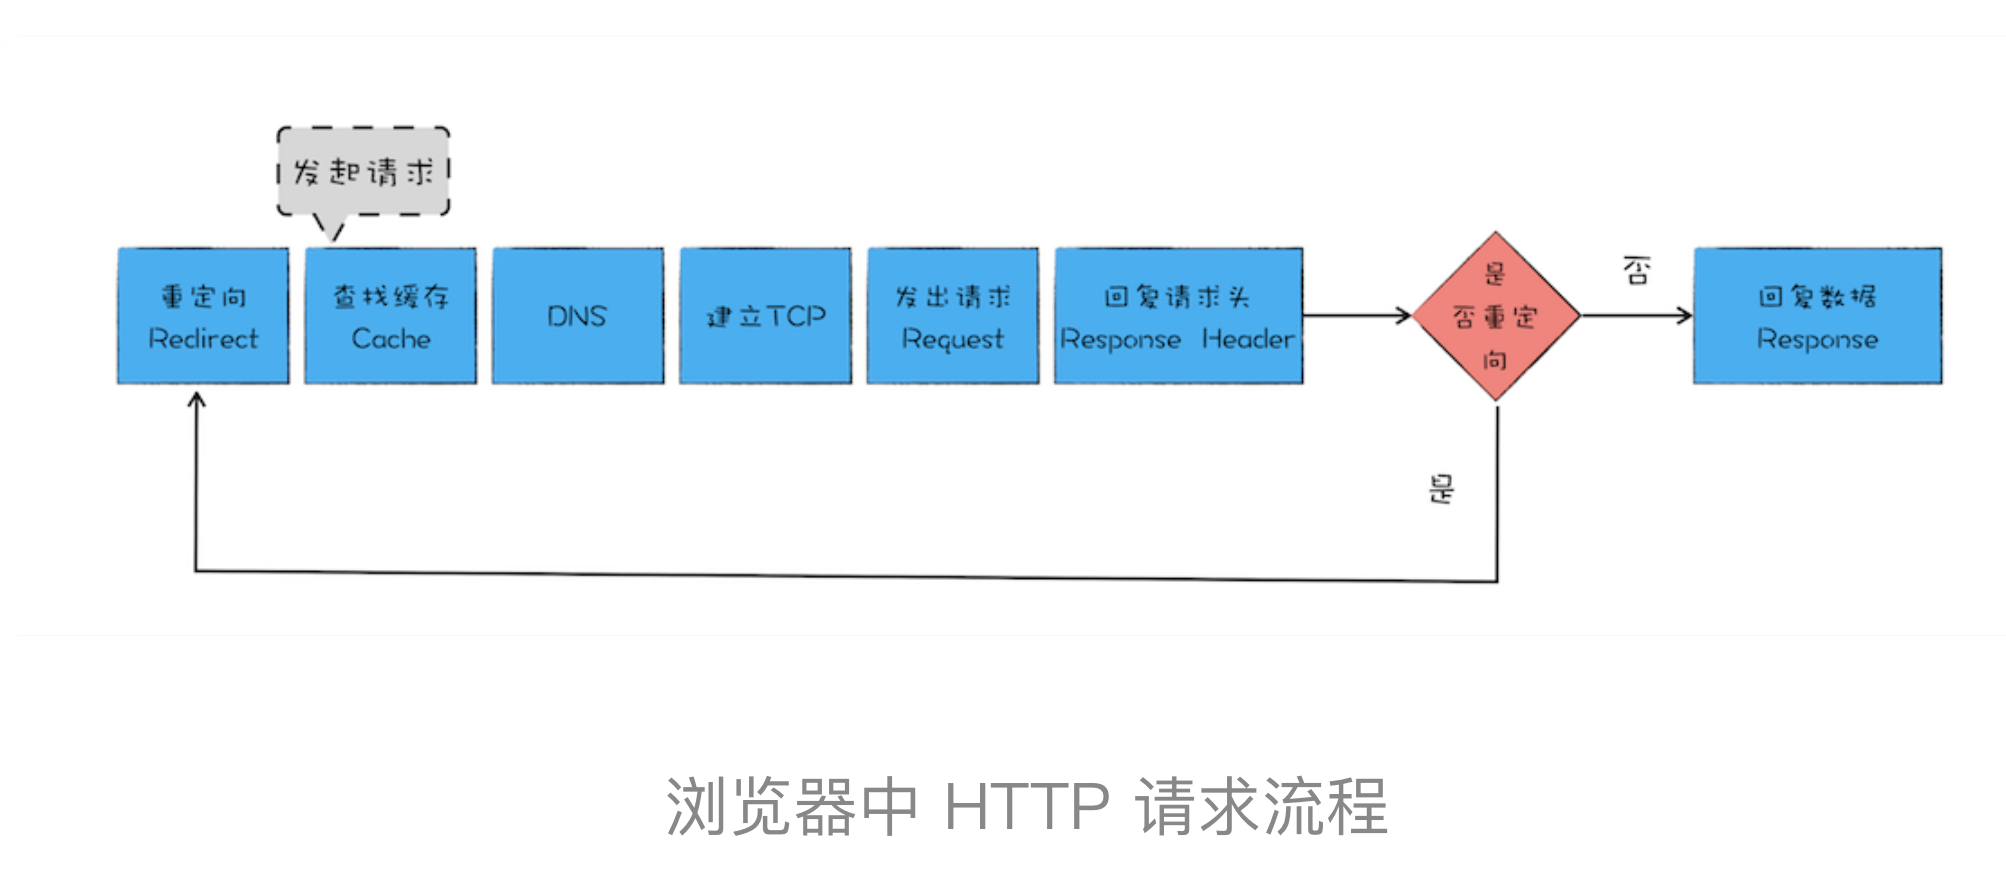 发起请求
重定向
Redirect
查找缓存
Cache
DNS
建立TCP
发出请求
Request
回复请求头
Response Header
是
否重定
向
否
回复数据
Response
是
浏览器中 HTTP 请求流程